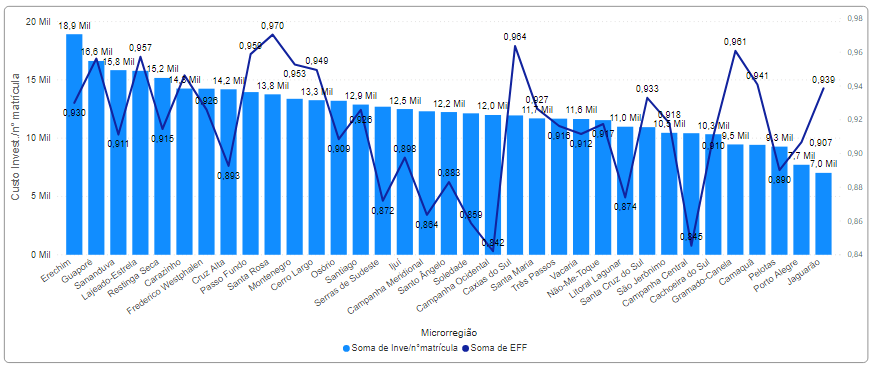 20 Mil
15 Mil
10 Mil
5 Mil
0 Mil
Custo Invest./n° matrícula
0,98
0,96
0,94
0,92
0,90
0,88
0,86
0,84
18,9 Mil
16,6 Mil
15,8 Mil
15,2 Mil
14,3 Mil
14,2 Mil
13,8 Mil
13,3 Mil
12,9 Mil
12,5 Mil
12,2 Mil
12,0 Mil
11,7 Mil
11,6 Mil
11,0 Mil
10,5 Mil
10,3 Mil
9,5 Mil
9,3 Mil
7,7 Mil
7,0 Mil
0,930
0,911
0,957
0,915
0,926
0,893
0,959
0,970
0,953
0,949
0,909
0,926
0,872
0,898
0,864
0,883
0,859
0,842
0,964
0,927
0,916
0,912
0,917
0,874
0,933
0,918
0,845
0,910
0,961
0,941
0,890
0,907
0,939
Erechim
Guaporé
Sananduva
Lajeado-Estrela
Restinga Seca
Carazinho
Frederico Westphalen
Cruz Alta
Passo Fundo
Santa Rosa
Montenegro
Cerro Largo
Osório
Santiago
Serras de Sudeste
Ijuí
Campanha Meridional
Santo Ângelo
Soledade
Campanha Ocidental
Caxias do Sul
Santa Maria
Três Passos
Vacaria
Não-Me-Toque
Litoral Lagunar
Santa Cruz do Sul
São Jerônimo
Campanha Central
Cachoeira do Sul
Gramado-Canela
Camaquã
Pelotas
Porto Alegre
Jaguarão
Microrregião
Soma de Inve/n°matrícula
Soma de EFF